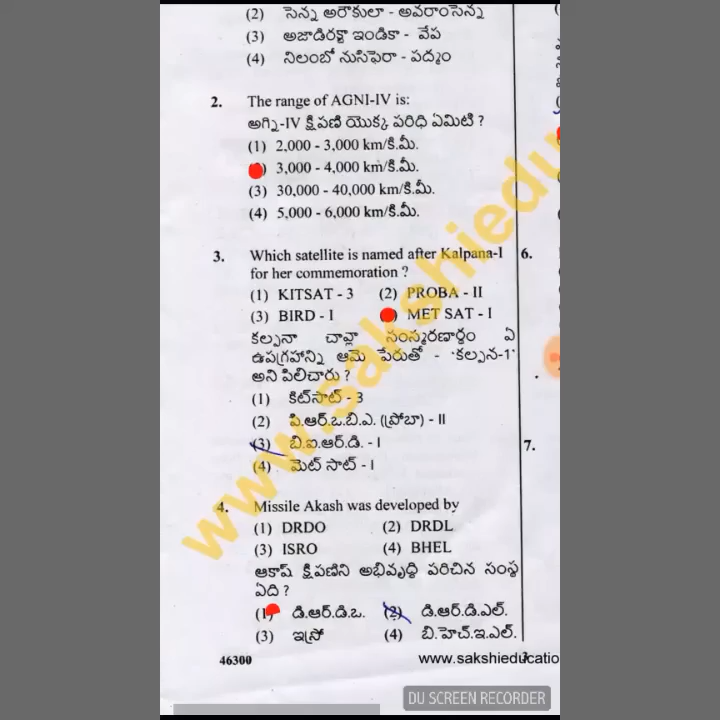 (2) సెన్న అరొకులా - అవరాంసెన్న
(3) అజాడిరక్టా ఇండికా - వేప
(4) నిలంబో నుసిఫెరా - పద్మం
2. The range of AGNI-IV is:
అగ్ని-IV క్షిపణి యొక్క పరిధి ఏమిటి ?
(1) 2,000 - 3,000 km/కి.మీ.
3,000 - 4,000 km/కి.మీ.
(3) 30,000 - 40,000 km/కి.మీ.
(4) 5,000 - 6,000 km/కి.మీ.
3. Which satellite is named after Kalpana-I
for her commemoration ?
(1) KITSAT - 3 (2) PROBA - II
(3) BIRD - I ) MET SAT - I
కల్పనా చావ్లా సంస్మరణార్థం ఏ
ఉపగ్రహాన్ని ఆమె పేరుతో - 'కల్పన-1'
అని పిలిచారు ?
(1) కిట్‌సాట్ - 3
(2) పి.ఆర్.ఒ.బి.ఎ. (ప్రోబా) - II
(3) బి.ఐ.ఆర్.డి. - I
(4) మెట్ సాట్ - I
4. Missile Akash was developed by
(1) DRDO (2) DRDL
(3) ISRO (4) BHEL
ఆకాష్ క్షిపణిని అభివృద్ధి పరిచిన సంస్థ
ఏది ?
(1) డి.ఆర్.డి.ఒ. (2) డి.ఆర్.డి.ఎల్.
(3) ఇస్రో (4) బి.హెచ్.ఇ.ఎల్.
46300
www.sakshieducatio
6.
7.
www.sakshiedu
DU SCREEN RECORDER